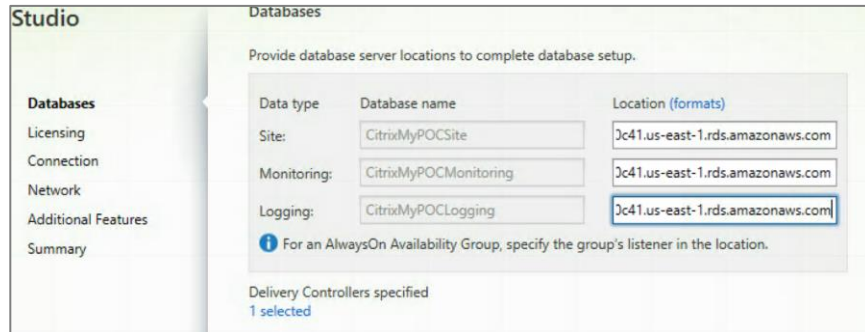 Studio
Databases
Licensing
Connection
Network
Additional Features
Summary
Databases
Provide database server locations to complete database setup.
Data type Database name Location (formats)
Site: CitrixMyPOCSite 0c41.us-east-1.rds.amazonaws.com
Monitoring: CitrixMyPOCMonitoring 0c41.us-east-1.rds.amazonaws.com
Logging: CitrixMyPOCLogging 0c41.us-east-1.rds.amazonaws.com
For an AlwaysOn Availability Group, specify the group's listener in the location.
Delivery Controllers specified
1 selected